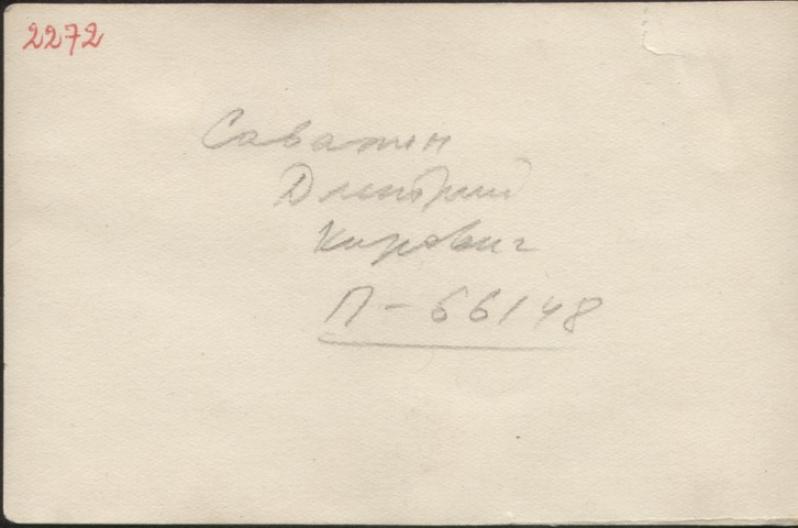 2272
Саватин
Дмитрий
Кирович
П-66148